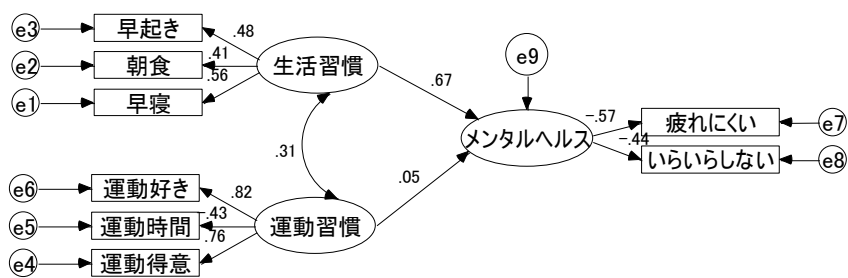 e3
早起き
.48
e2
朝食
.41
e1
早寝
.56
生活習慣
.67
e9
メンタルヘルス
-.57
疲れにくい
e7
-.44
いらいらしない
e8
.31
.05
e6
運動好き
.82
e5
運動時間
-.43
e4
運動得意
.76
運動習慣